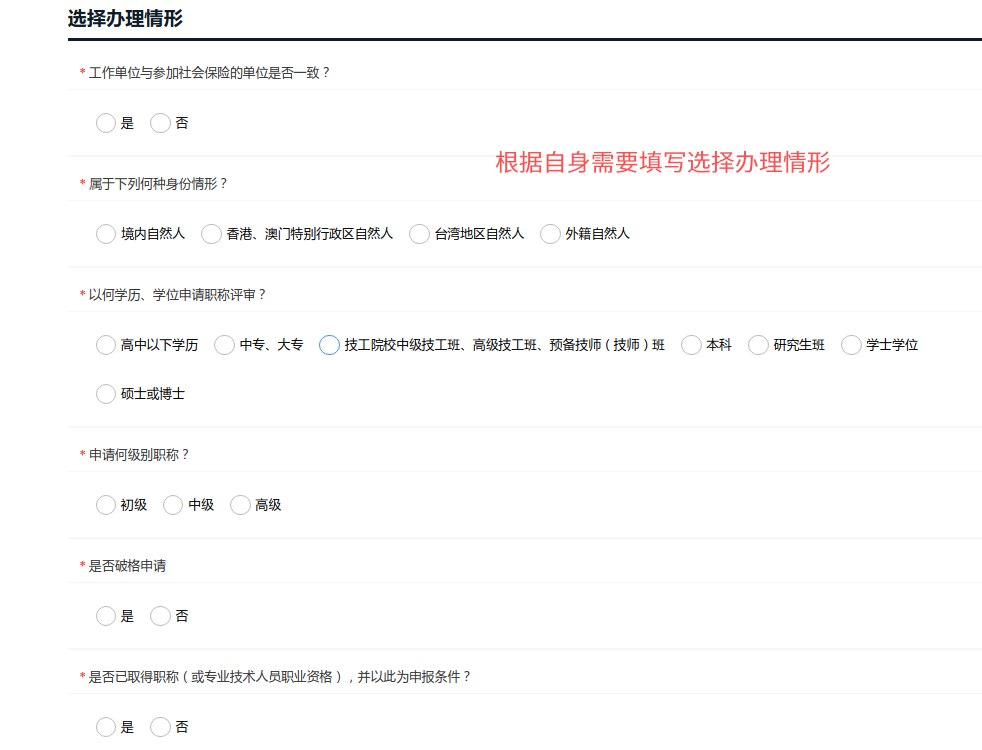 选择办理情形
* 工作单位与参加社会保险的单位是否一致？
是 否
根据自身需要填写选择办理情形
* 属于下列何种身份情形？
境内自然人 香港、澳门特别行政区自然人 台湾地区自然人 外籍自然人
* 以何学历、学位申请职称评审？
高中以下学历 中专、大专 技工院校中级技工班、高级技工班、预备技师（技师）班 本科 研究生班 学士学位
硕士或博士
* 申请何级别职称？
初级 中级 高级
* 是否破格申请
是 否
* 是否已取得职称（或专业技术人员职业资格），并以此为申报条件？
是 否